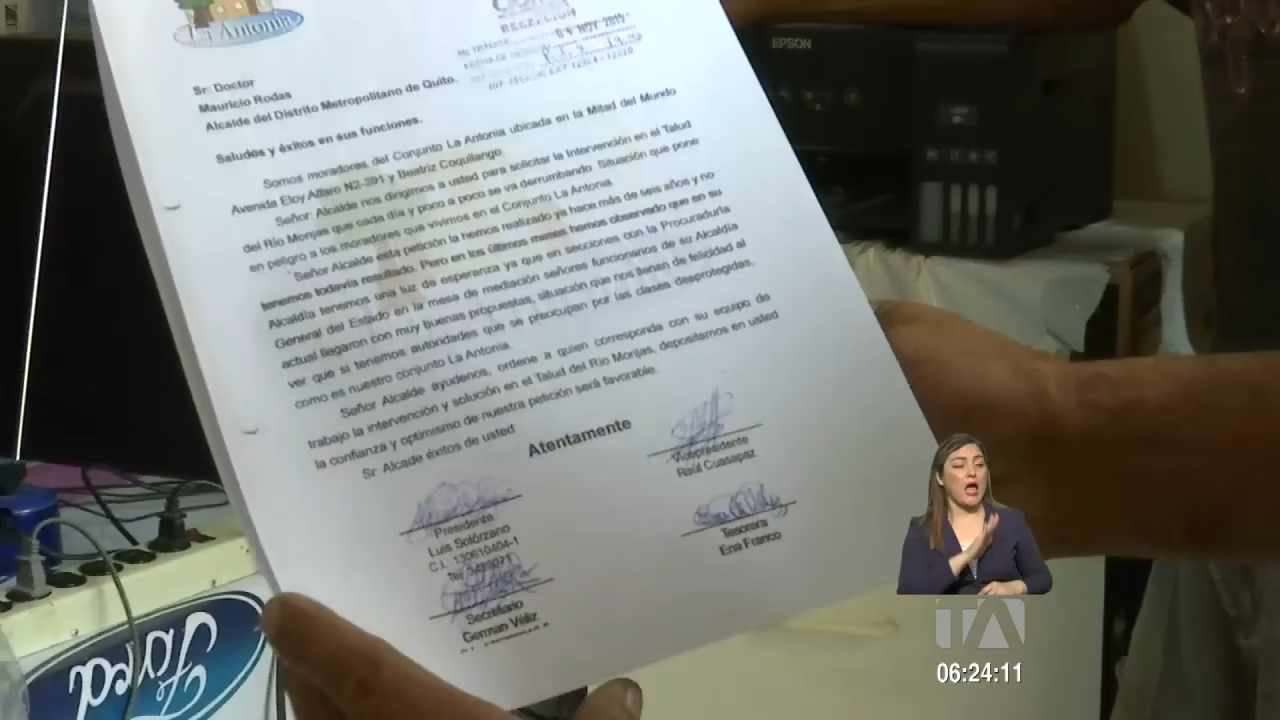 La Antonia
RECEPCION
Sr. Doctor
Mauricio Rodas
Alcalde del Distrito Metropolitano de Quito.
Saludos y éxitos en sus funciones.
Somos moradores del Conjunto La Antonia ubicada en la Mitad del Mundo
Avenida Eloy Alfaro N2-391 y Beatriz Coquilango
Señor: Alcalde nos dirigimos a usted para solicitar la Intervención en el Talud
del Río Monjas que cada día y poco a poco se va derrumbando. Situación que pone
en peligro a los moradores que vivimos en el Conjunto La Antonia.
Señor Alcalde esta petición la hemos realizado ya hace más de seis años y no
tenemos todavía resultado. Pero en los últimos meses hemos observado que en su
Alcaldía tenemos una luz de esperanza ya que en secciones con la Procuraduría
General del Estado en la mesa de mediación señores funcionarios de su Alcaldía
actual llegaron con muy buenas propuestas, situación que nos llenan de felicidad al
ver que si tenemos autoridades que se preocupan por las clases desprotegidas,
como es nuestro conjunto La Antonia.
Señor Alcalde ayudenos, ordene a quien corresponda con su equipo de
trabajo la intervención y solución en el Talud del Río Monjas, depositamos en usted
la confianza y optimismo de nuestra petición será favorable.
Sr. Alcade éxitos de usted
Atentamente
Presidente
Luis Solórzano
C.I. 130610404-1
Vicepresidente
Raúl Cuasapaz
Secretario
German Véliz
Tesorera
Ena Franco
EPSON
Ford
TA
06:24:11